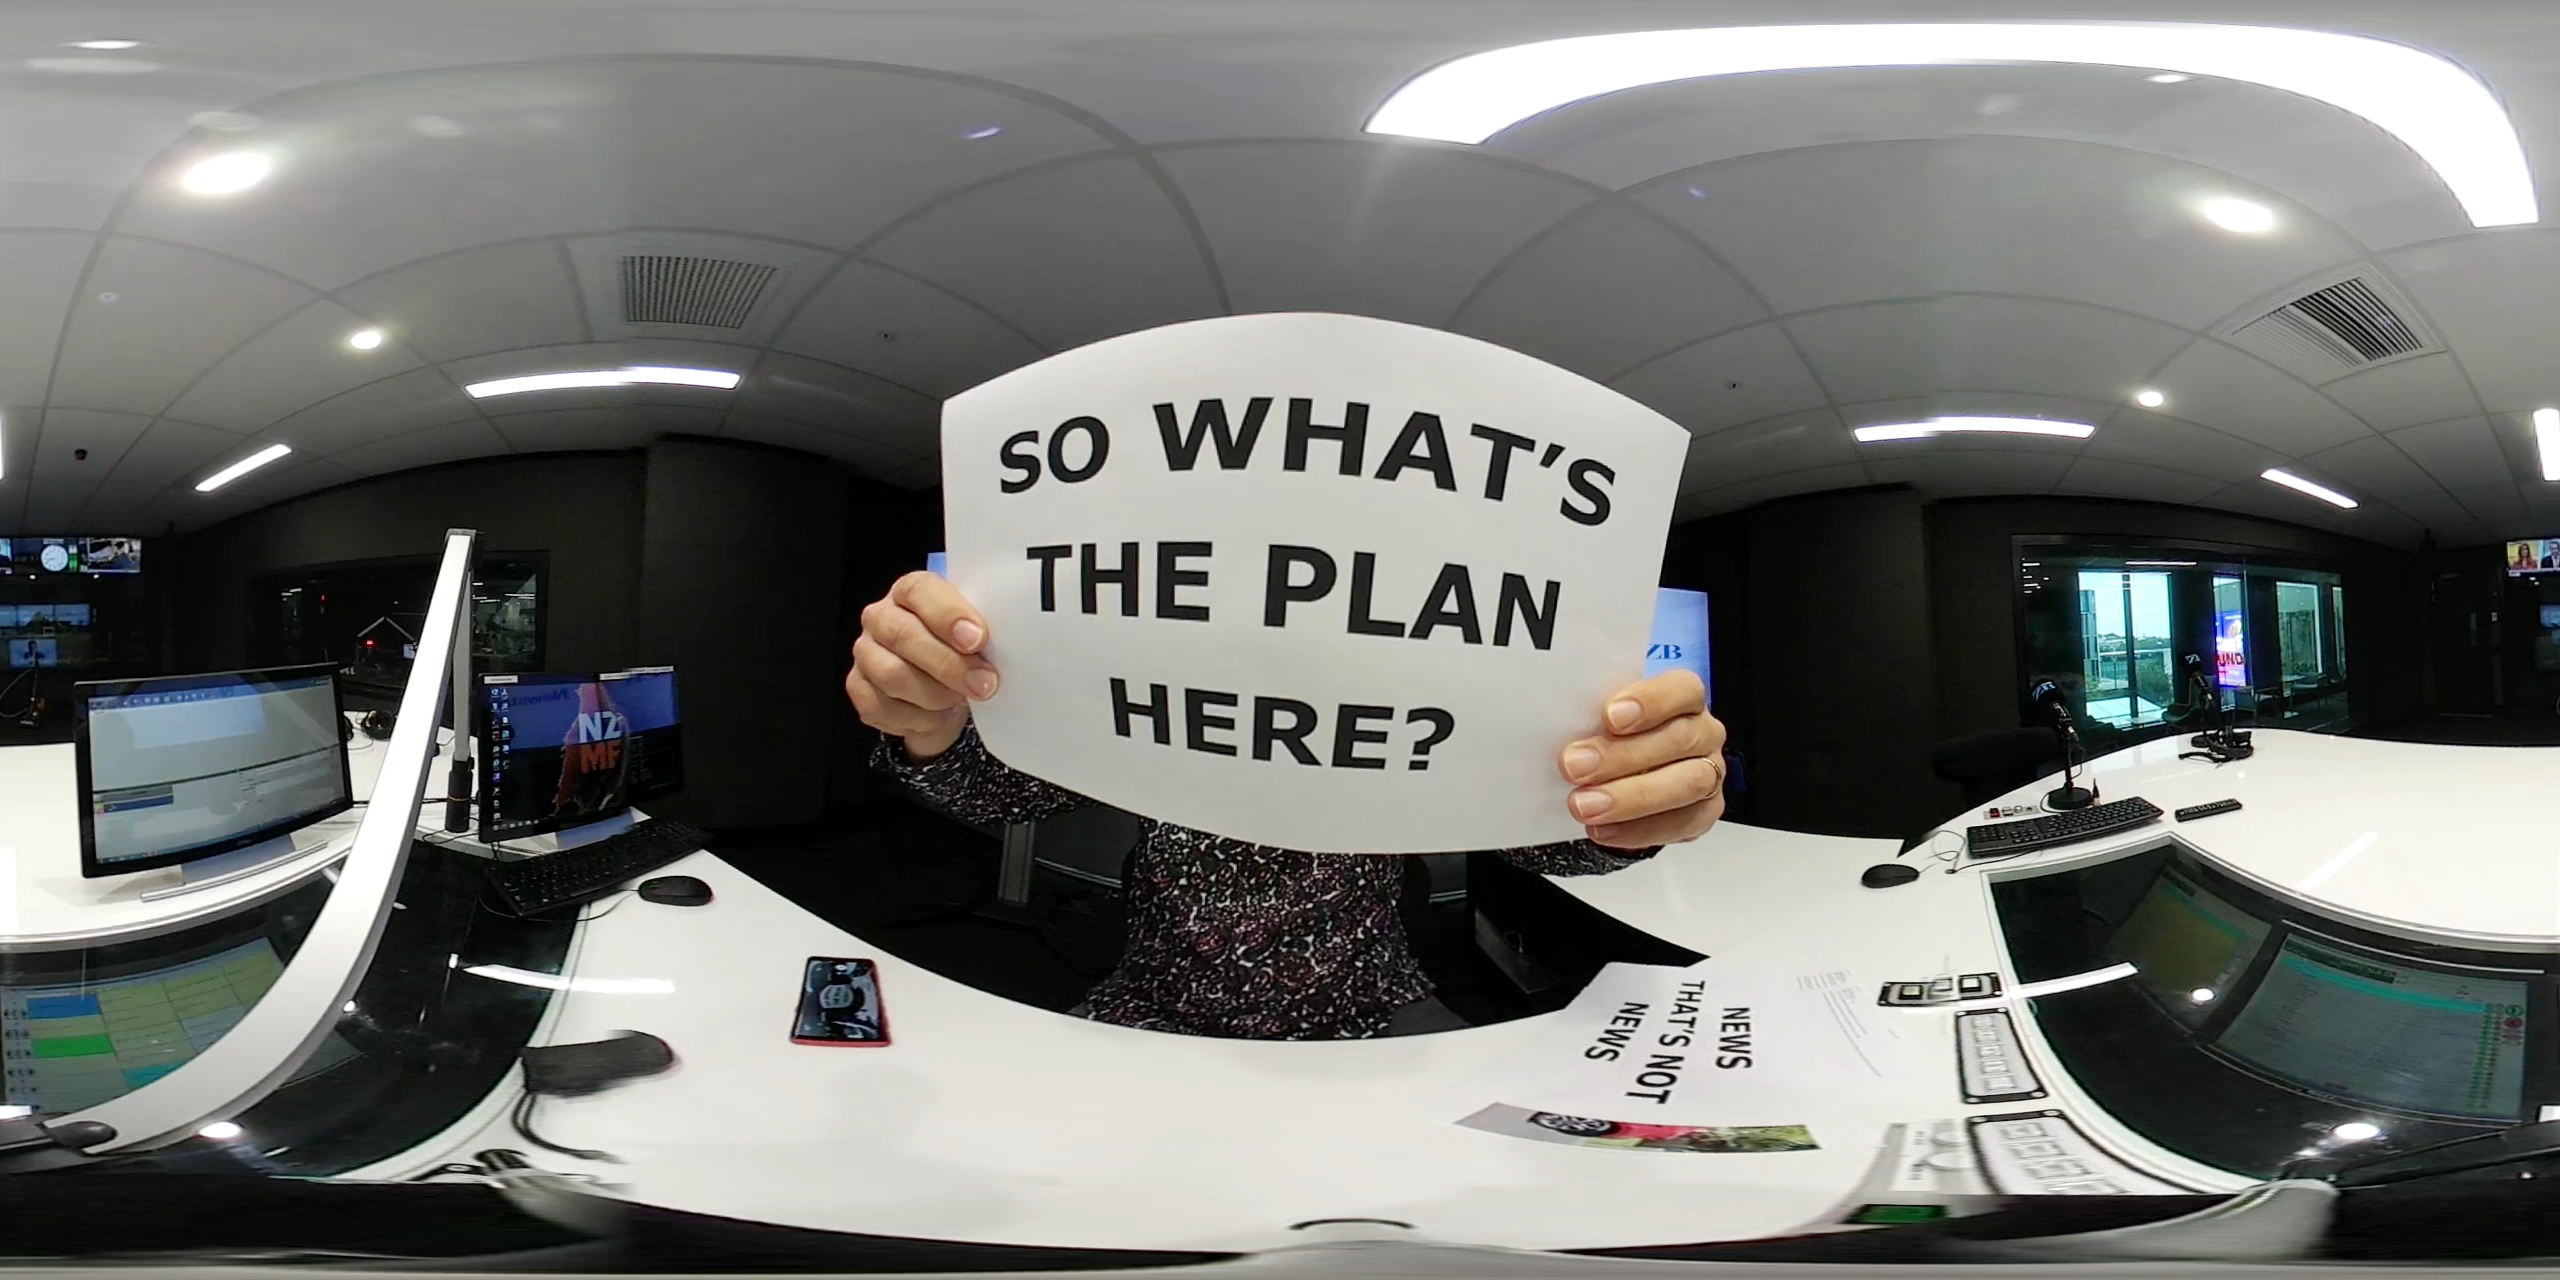 SO WHAT'S
THE PLAN
HERE?
NZ
ME
ZB
NEWS
THAT'S NOT
NEWS